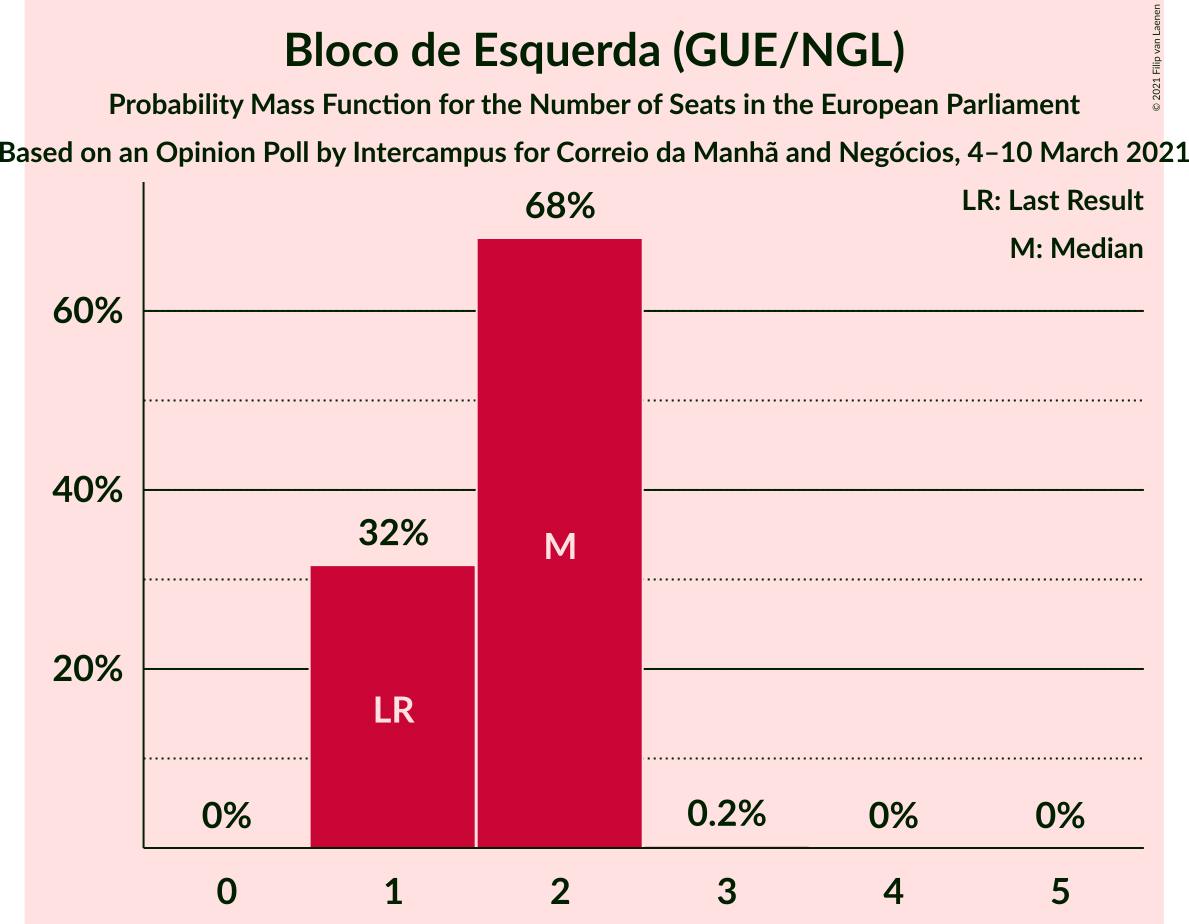 Bloco de Esquerda (GUE/NGL)
Probability Mass Function for the Number of Seats in the European Parliament
Based on an Opinion Poll by Intercampus for Correio da Manhã and Negócios, 4–10 March 2021
© 2021 Filip van Laenen
LR: Last Result
M: Median
68%
60%
40%
32%
M
20%
LR
0%
0.2%
0%
0%
0
1
2
3
4
5